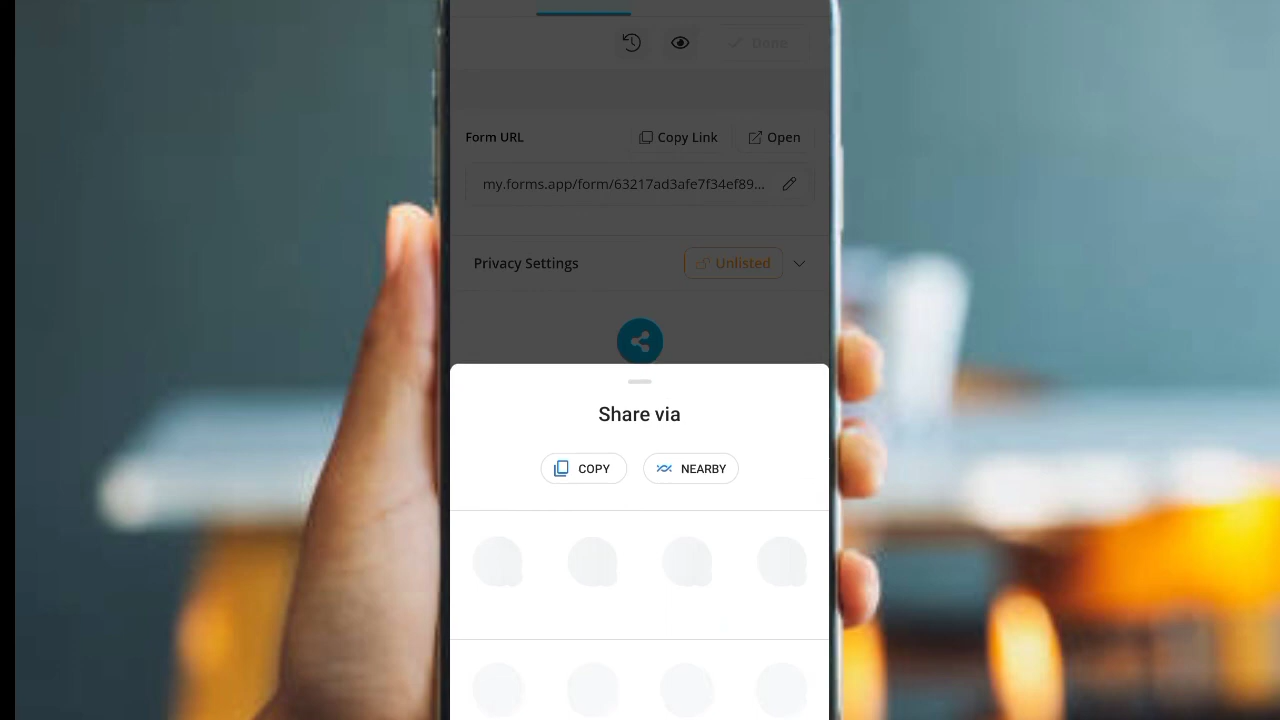 Done
Form URL
Copy Link
Open
my.forms.app/form/63217ad3afe7f34ef89...
Privacy Settings
Unlisted
Share via
COPY
NEARBY